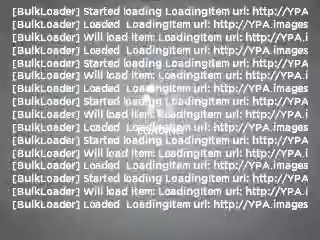 [BulkLoader] Started loading LoadingItem url: http://YPA
[BulkLoader] Loaded LoadingItem url: http://YPA.images
[BulkLoader] Will load item: LoadingItem url: http://YPA.i
[BulkLoader] Loaded LoadingItem url: http://YPA.images
[BulkLoader] Started loading LoadingItem url: http://YPA
[BulkLoader] Will load item: LoadingItem url: http://YPA.i
[BulkLoader] Loaded LoadingItem url: http://YPA.images
[BulkLoader] Started loading LoadingItem url: http://YPA
[BulkLoader] Will load item: LoadingItem url: http://YPA.i
[BulkLoader] Loaded LoadingItem url: http://YPA.images
[BulkLoader] Started loading LoadingItem url: http://YPA
[BulkLoader] Will load item: LoadingItem url: http://YPA.i
[BulkLoader] Loaded LoadingItem url: http://YPA.images
[BulkLoader] Started loading LoadingItem url: http://YPA
[BulkLoader] Will load item: LoadingItem url: http://YPA.i
[BulkLoader] Loaded LoadingItem url: http://YPA.images